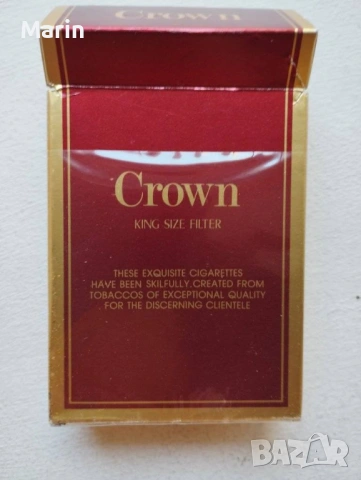 Marin
Crown
Crown
KING SIZE FILTER
THESE EXQUISITE CIGARETTES
HAVE BEEN SKILFULLY,CREATED FROM
TOBACCOS OF EXCEPTIONAL QUALITY
FOR THE DISCERNING CLIENTELE
BAZAR